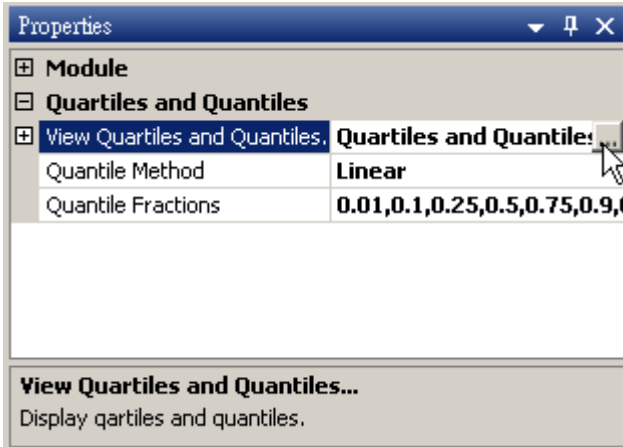 Properties
Module
Quartiles and Quantiles
View Quartiles and Quantiles. Quartiles and Quantiles ...
Quantile Method Linear
Quantile Fractions 0.01,0.1,0.25,0.5,0.75,0.9,
View Quartiles and Quantiles...
Display qartiles and quantiles.